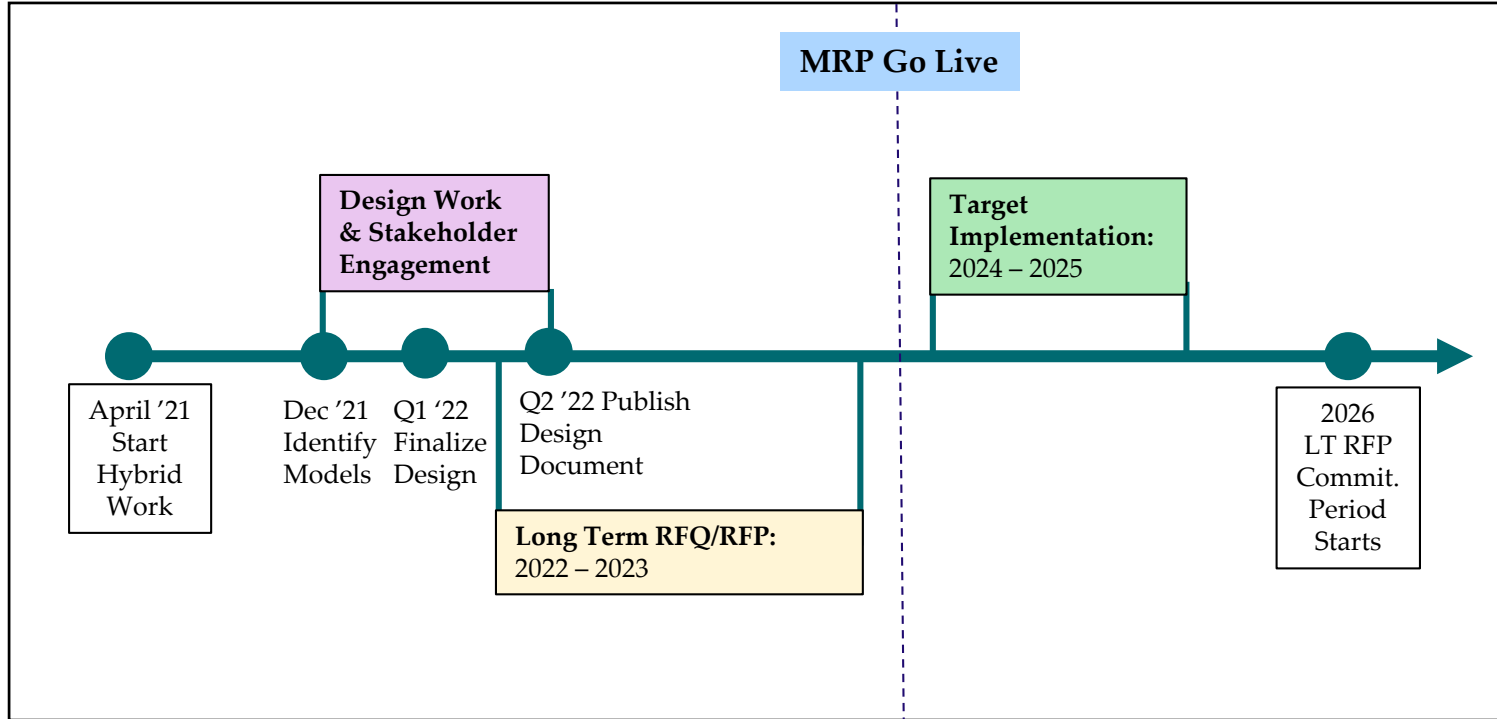 MRP Go Live
Design Work
& Stakeholder
Engagement
Target
Implementation:
2024 – 2025
April ’21
Start
Hybrid
Work
Dec ’21
Identify
Models
Q1 ‘22
Finalize
Design
Q2 ’22 Publish
Design
Document
2026
LT RFP
Commit.
Period
Starts
Long Term RFQ/RFP:
2022 – 2023